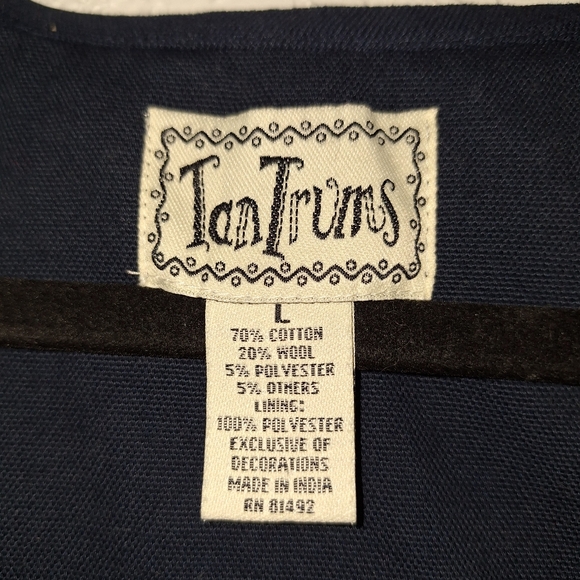 TanTrums
L
70% COTTON
20% WOOL
5% POLYESTER
5% OTHERS
LINING:
100% POLYESTER
EXCLUSIVE OF
DECORATIONS
MADE IN INDIA
RN 81492